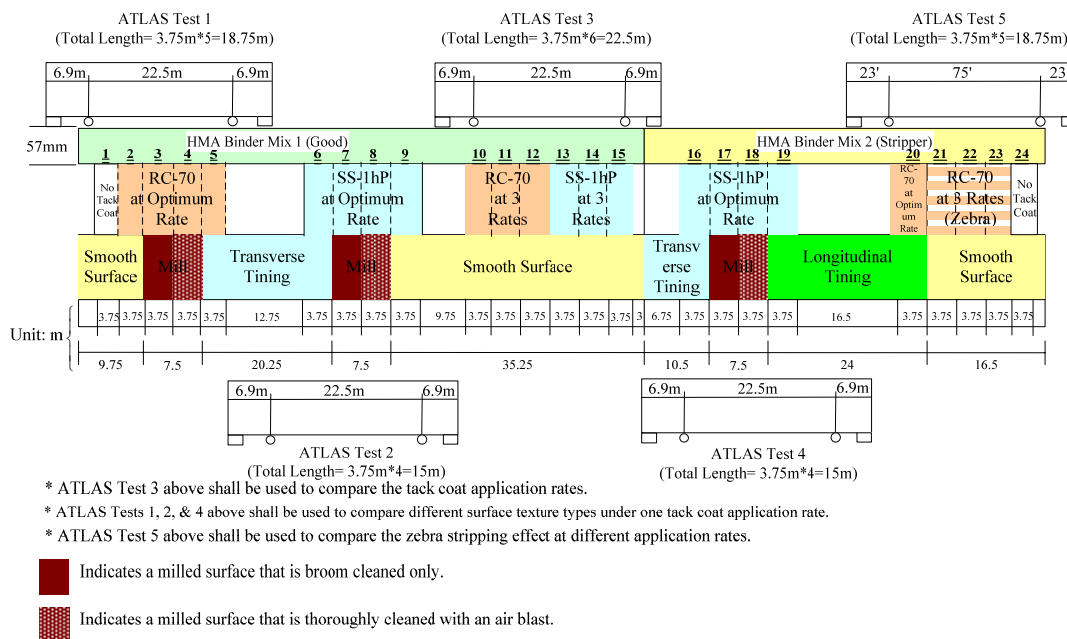 ATLAS Test 1
(Total Length= 3.75m*5=18.75m)
ATLAS Test 3
(Total Length= 3.75m*6=22.5m)
ATLAS Test 5
(Total Length= 3.75m*5=18.75m)
6.9m 22.5m 6.9m
6.9m 22.5m 6.9m
23' 75' 23
57mm
HMA Binder Mix 1 (Good)
HMA Binder Mix 2 (Stripper)
1 2 3 4 5 6 7 8 9 10 11 12 13 14 15 16 17 18 19 20 21 22 23 24
No
Tack
Coat
RC-70
at Optimum
Rate
SS-1hP
at Optimum
Rate
RC-70
at 3
Rates
SS-1hP
at 3
Rates
SS-1hP
at Optimum
Rate
RC-
70
at
Optim
um
Rate
RC-70
at 3 Rates
(Zebra)
No
Tack
Coat
Smooth
Surface
Mill
Transverse
Tining
Mill
Smooth Surface
Transv
erse
Tining
Mill
Longitudinal
Tining
Smooth
Surface
3.75 3.75 3.75 3.75 3.75 12.75 3.75 3.75 3.75 3.75 9.75 3.75 3.75 3.75 3.75 3.75 3.75 3 6.75 3.75 3.75 3.75 3.75 16.5 3.75 3.75 3.75 3.75 3.75
Unit: m
9.75 7.5 20.25 7.5 35.25 10.5 7.5 24 16.5
6.9m 22.5m 6.9m
6.9m 22.5m 6.9m
ATLAS Test 2
(Total Length= 3.75m*4=15m)
ATLAS Test 4
(Total Length= 3.75m*4=15m)
* ATLAS Test 3 above shall be used to compare the tack coat application rates.
* ATLAS Tests 1, 2, & 4 above shall be used to compare different surface texture types under one tack coat application rate.
* ATLAS Test 5 above shall be used to compare the zebra stripping effect at different application rates.
Indicates a milled surface that is broom cleaned only.
Indicates a milled surface that is thoroughly cleaned with an air blast.